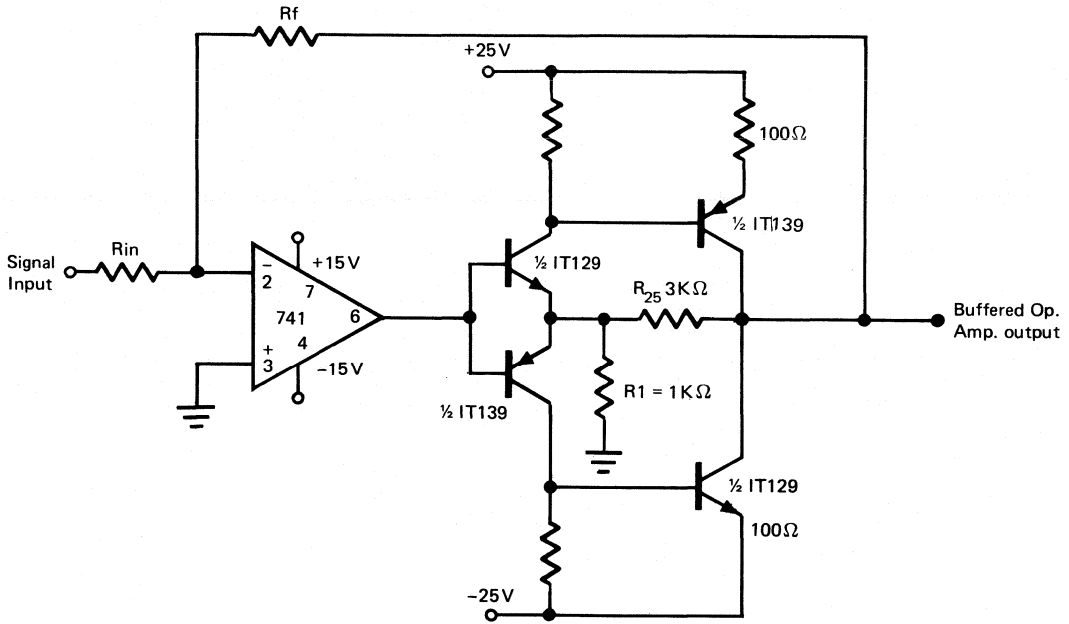 Rf
+25V
100Ω
½ IT139
Signal
Input
Rin
+15V
½ IT129
−
2
7
741
6
R25 3KΩ
Buffered Op.
Amp. output
+
3
4
−15V
½ IT139
R1 = 1KΩ
½ IT129
100Ω
−25V